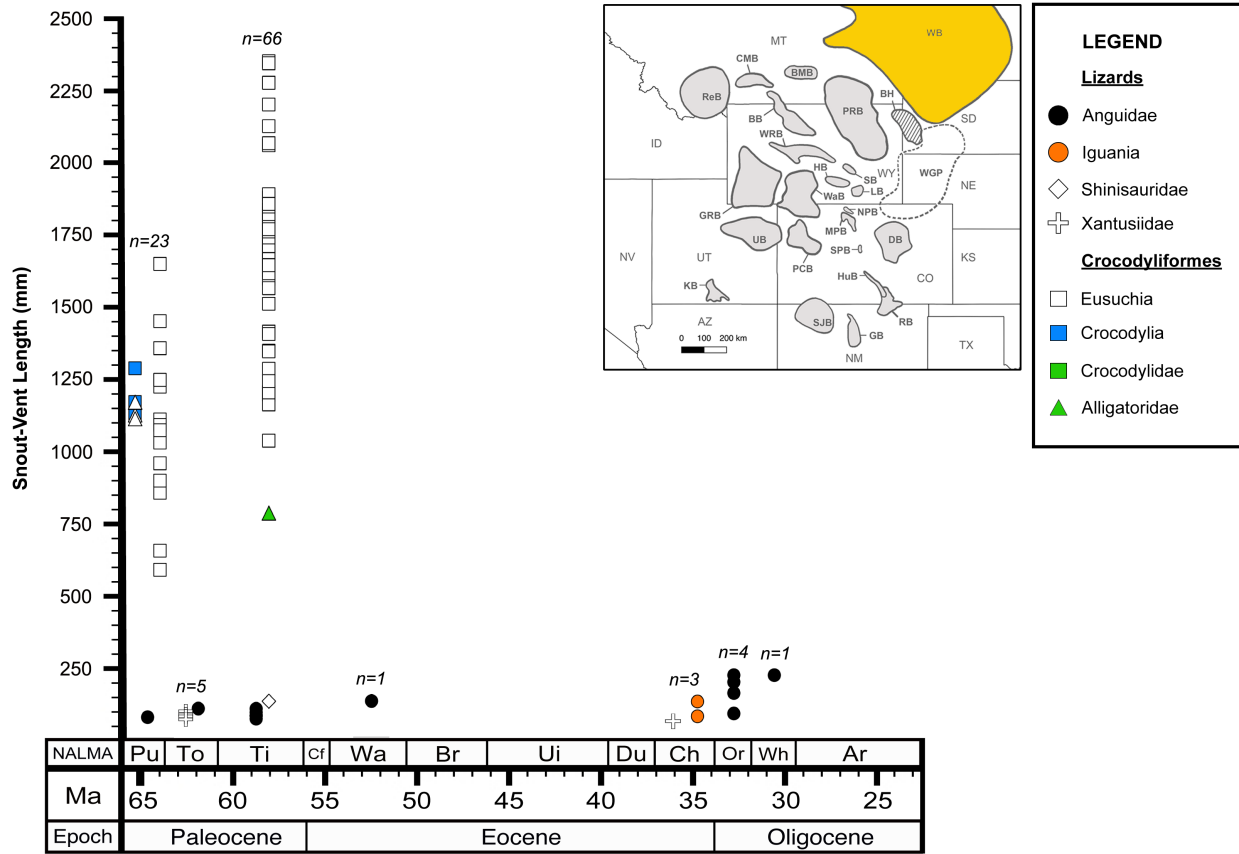 2500
2250
2000
1750
1500
1250
1000
750
500
250
Snout-Vent Length (mm)
n=23
n=66
n=5
n=1
n=3
n=4
n=1
MT
WB
CMB
BMB
ReB
BH
BB
PRB
SD
WRB
ID
HB
SB
WY
WGP
NE
LB
WaB
GRB
NPB
MPB
UB
SPB
DB
NV
UT
PCB
KS
HuB
CO
KB
AZ
SJB
RB
GB
0 100 200 km
NM
TX
LEGEND
Lizards
Anguidae
Iguania
Shinisauridae
Xantusiidae
Crocodyliformes
Eusuchia
Crocodylia
Crocodylidae
Alligatoridae
NALMA Pu To Ti Cf Wa Br Ui Du Ch Or Wh Ar
Ma 65 60 55 50 45 40 35 30 25
Epoch Paleocene Eocene Oligocene